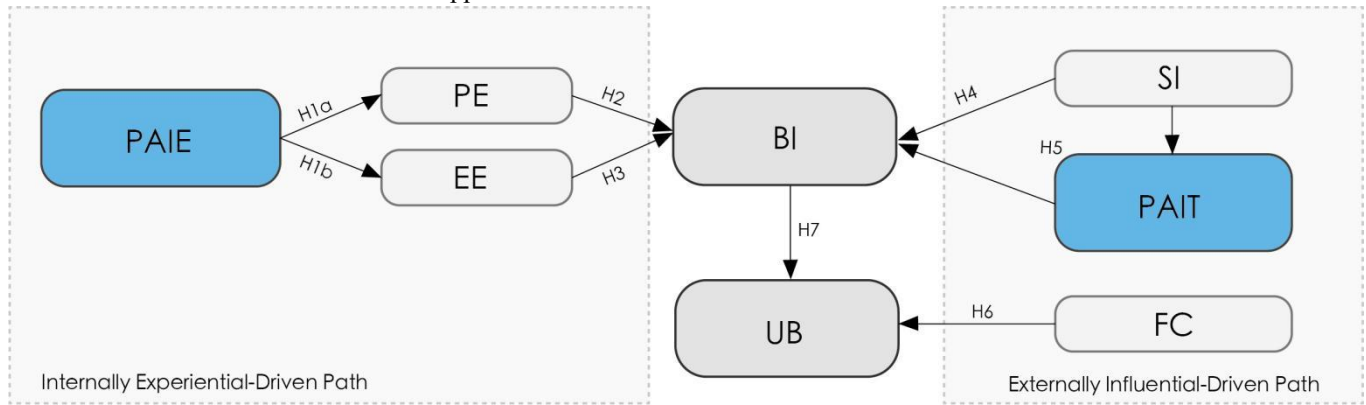 PAIE
H1a
H1b
PE
EE
H2
H3
BI
H7
UB
H4
H5
H6
SI
PAIT
FC
Internally Experiential-Driven Path
Externally Influential-Driven Path